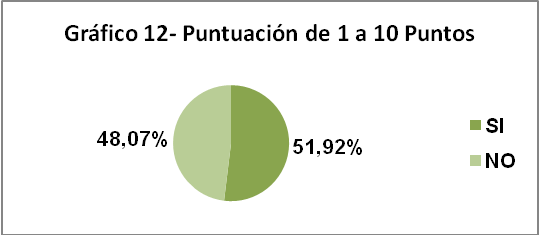 Gráfico 12- Puntuación de 1 a 10 Puntos
48,07%
51,92%
SI
NO